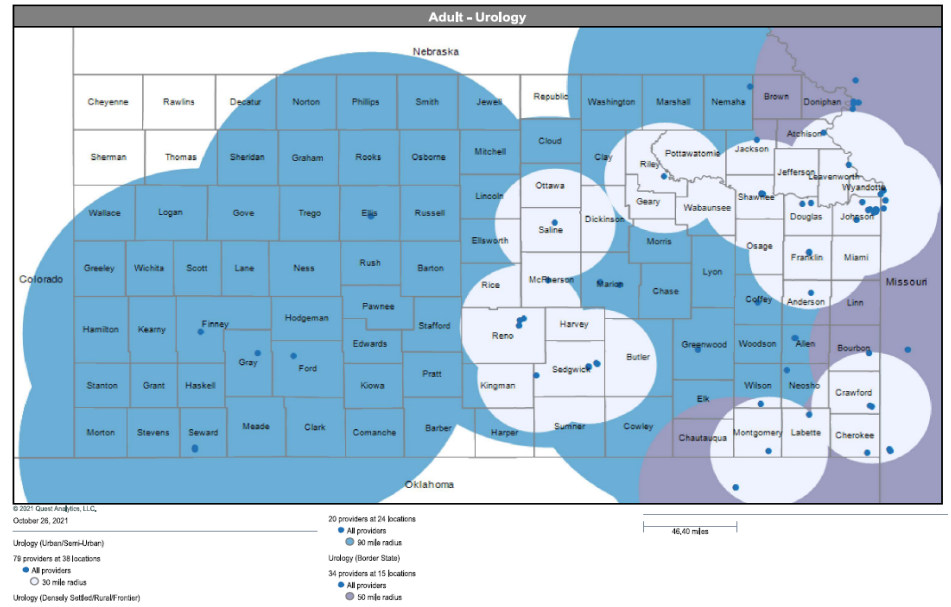 Adult - Urology
Nebraska
Cheyenne Rawlins Decatur Norton Phillips Smith Jewell Republic Washington Marshall Nemaha Brown Doniphan
Atchison
Sherman Thomas Sheridan Graham Rooks Osborne Mitchell Cloud Clay Riley Pottawatomie Jackson
Jefferson Leavenworth
Wyandotte
Wallace Logan Gove Trego Ellis Russell Lincoln Ottawa Dickinson Geary Wabaunsee Shawnee Douglas Johnson
Saline
Ellsworth Morris Osage Franklin Miami
Greeley Wichita Scott Lane Ness Rush Barton Rice McPherson Marion Chase Lyon Coffey Anderson Linn
Colorado Missouri
Hamilton Kearny Finney Hodgeman Pawnee Stafford Reno Harvey Greenwood Woodson Allen Bourbon
Gray Ford Edwards Sedgwick Butler
Stanton Grant Haskell Kiowa Pratt Kingman Elk Wilson Neosho Crawford
Morton Stevens Seward Meade Clark Comanche Barber Harper Sumner Cowley Chautauqua Montgomery Labette Cherokee
Oklahoma
© 2021 Quest Analytics, LLC.
October 26, 2021
Urology (Urban/Semi-Urban)
79 providers at 38 locations
All providers
30 mile radius
Urology (Densely Settled/Rural/Frontier)
20 providers at 24 locations
All providers
90 mile radius
Urology (Border State)
34 providers at 15 locations
All providers
50 mile radius
46.40 miles